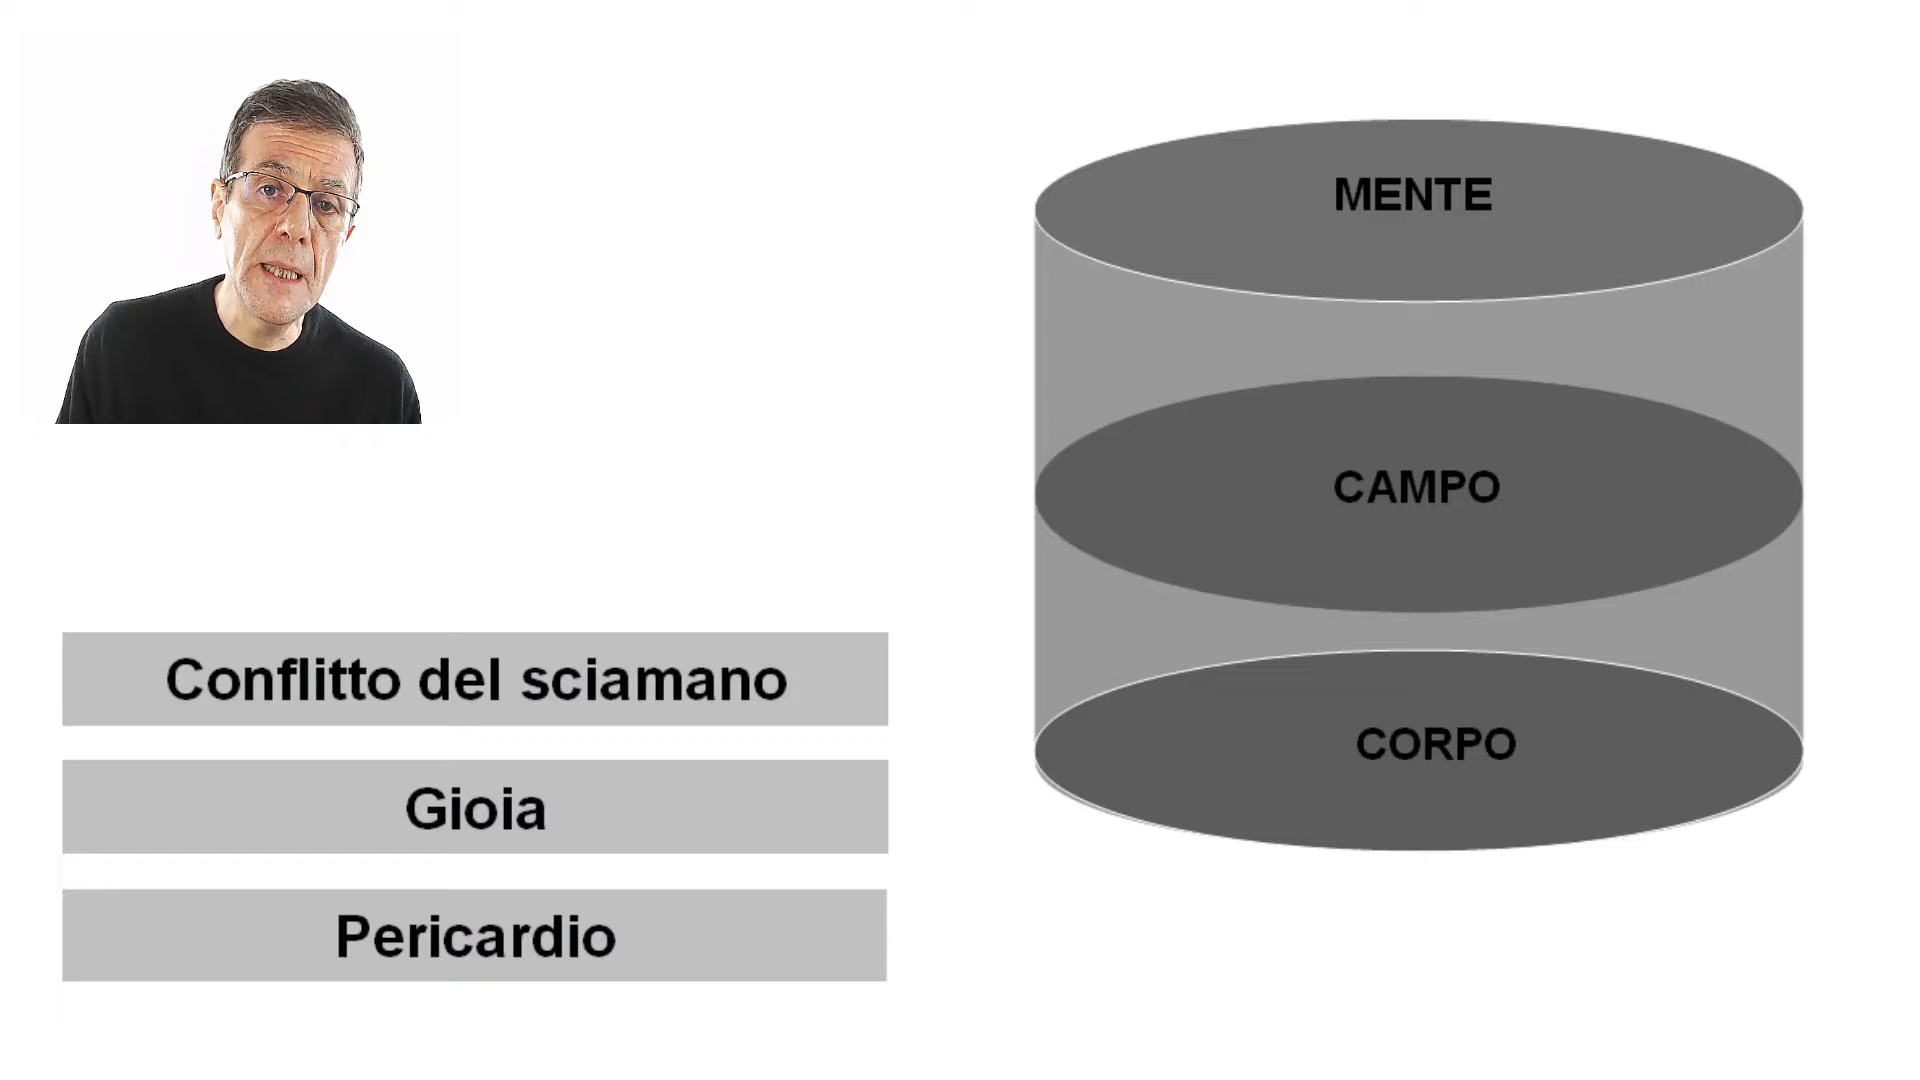 Conflitto del sciamano
Gioia
Pericardio
MENTE
CAMPO
CORPO